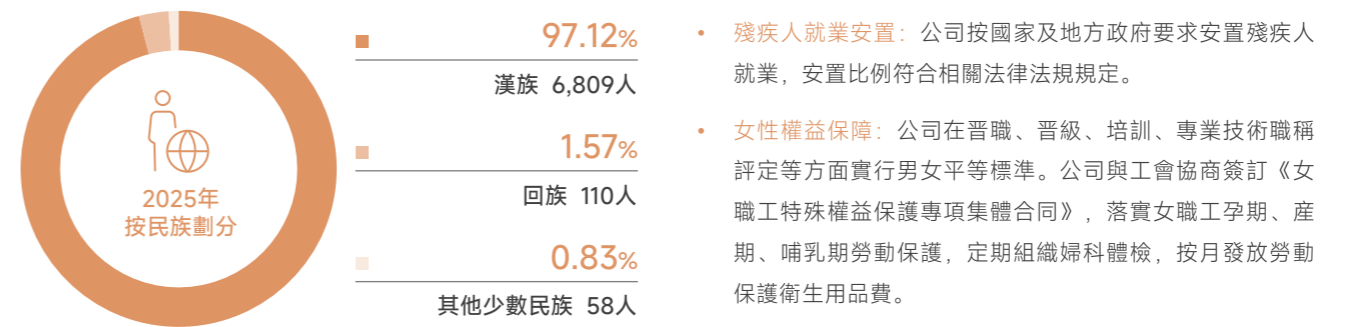 2025年
按民族劃分
97.12%
漢族 6,809人
1.57%
回族 110人
0.83%
其他少數民族 58人
• 殘疾人就業安置：公司按國家及地方政府要求安置殘疾人
就業，安置比例符合相關法律法規規定。
• 女性權益保障：公司在晉職、晉級、培訓、專業技術職稱
評定等方面實行男女平等標準。公司與工會協商簽訂《女
職工特殊權益保護專項集體合同》，落實女職工孕期、産
期、哺乳期勞動保護，定期組織婦科體檢，按月發放勞動
保護衛生用品費。